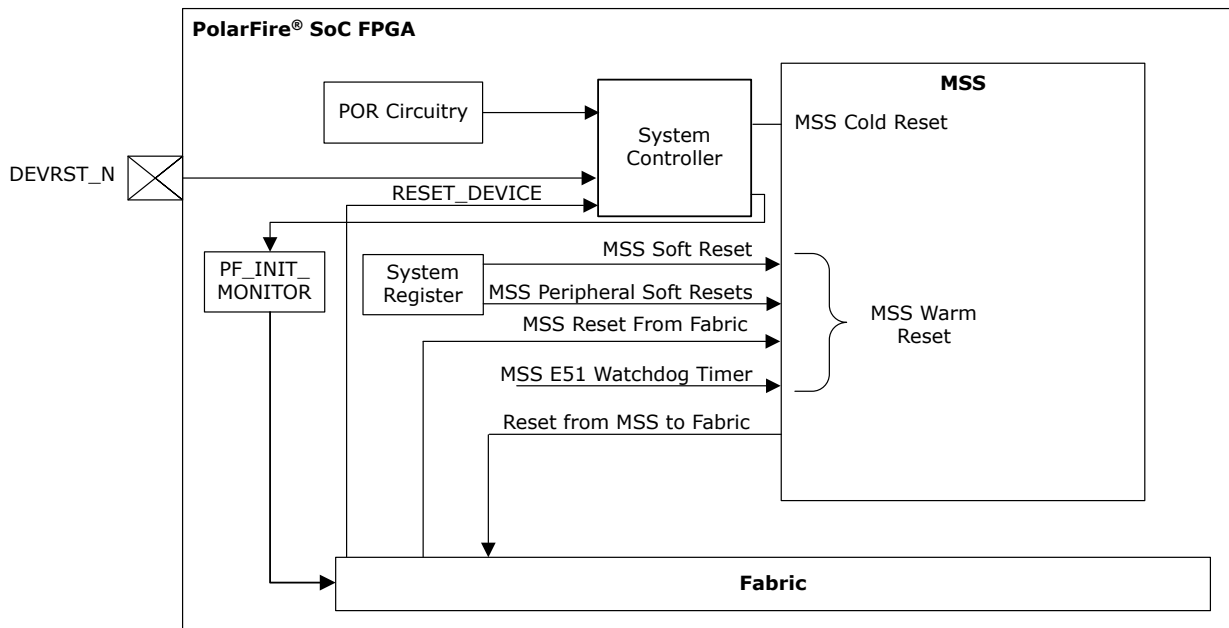 PolarFire® SoC FPGA
MSS
POR Circuitry
System
Controller
MSS Cold Reset
DEVRST_N
RESET_DEVICE
PF_INIT_
MONITOR
System
Register
MSS Soft Reset
MSS Peripheral Soft Resets
MSS Reset From Fabric
MSS E51 Watchdog Timer
MSS Warm
Reset
Reset from MSS to Fabric
Fabric